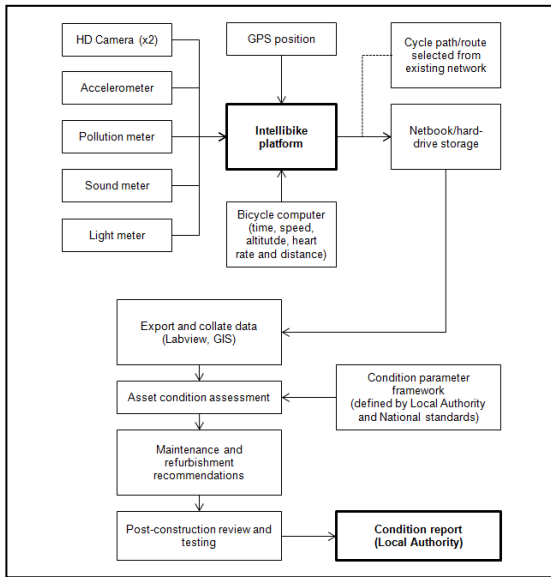 HD Camera (x2)
GPS position
Cycle path/route
selected from
existing network
Accelerometer
Pollution meter
Intellibike
platform
Netbook/hard-
drive storage
Sound meter
Light meter
Bicycle computer
(time, speed,
altitutde, heart
rate and distance)
Export and collate data
(Labview, GIS)
Asset condition assessment
Condition parameter
framework
(defined by Local Authority
and National standards)
Maintenance and
refurbishment
recommendations
Post-construction review and
testing
Condition report
(Local Authority)